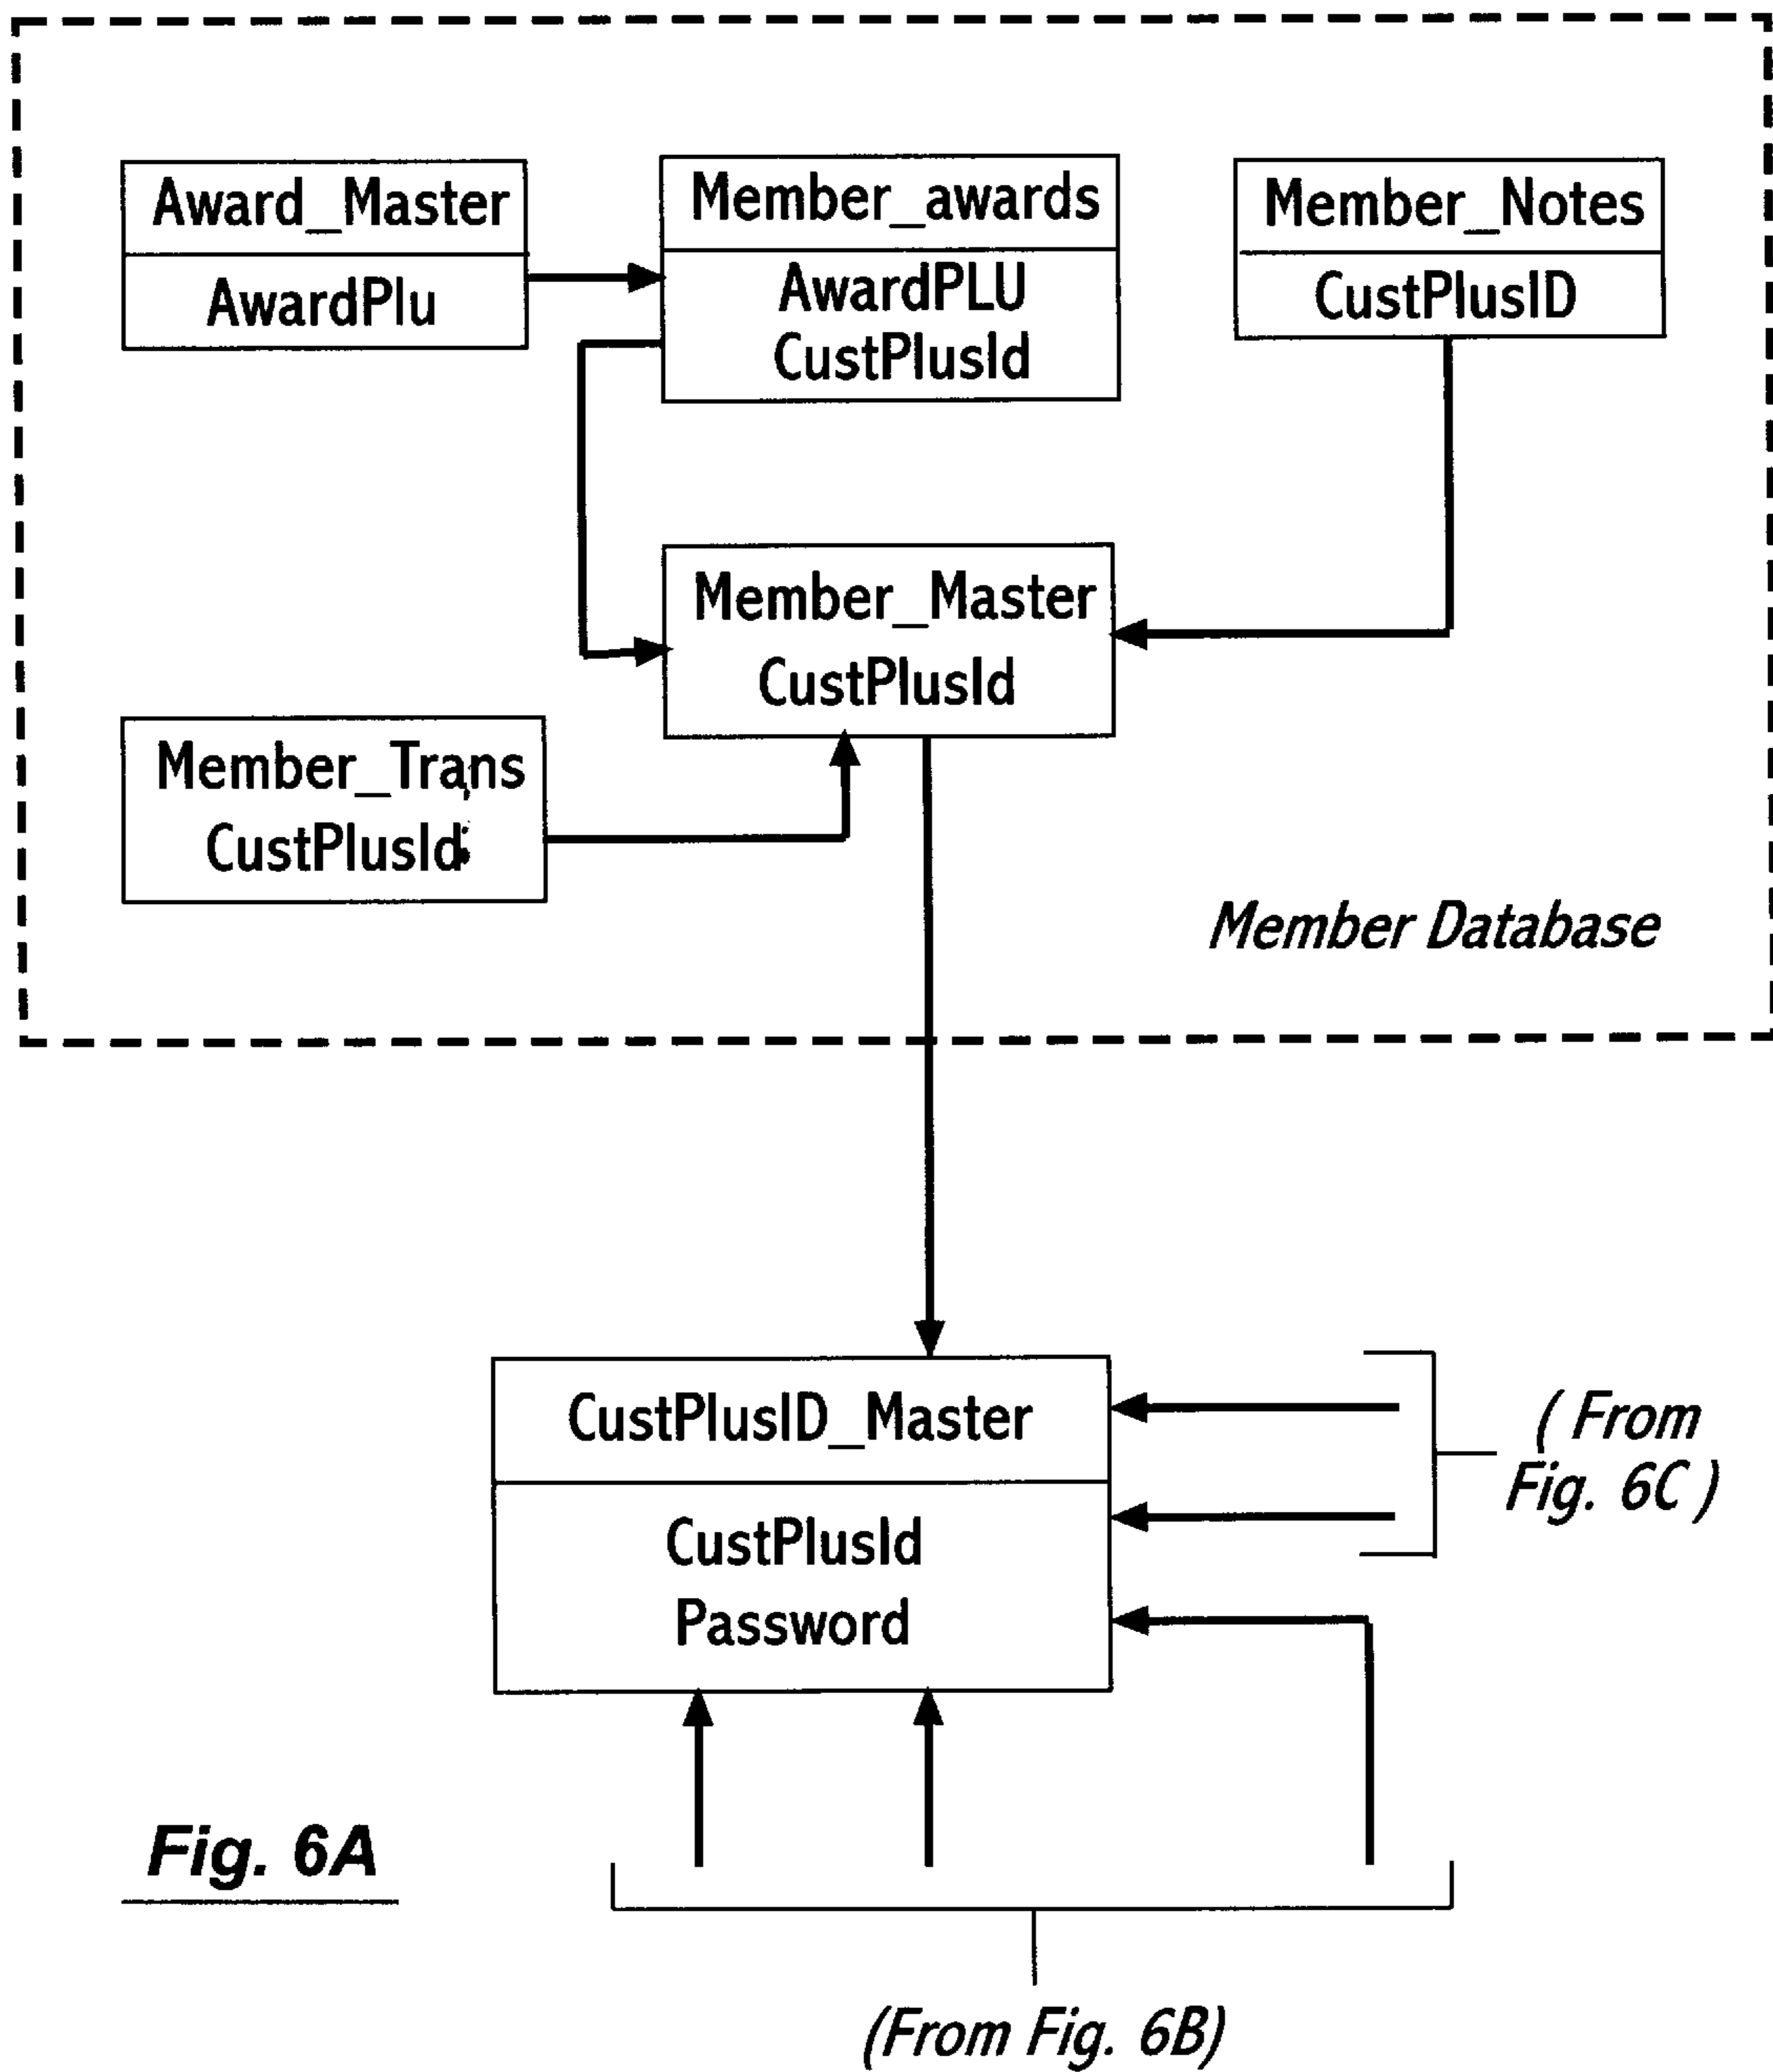 Award_Master
AwardPlu
Member_awards
AwardPLU
CustPlusId
Member_Notes
CustPlusID
Member_Master
CustPlusId
Member_Trans
CustPlusId
Member Database
CustPlusID_Master
CustPlusId
Password
( From
Fig. 6C )
Fig. 6A
(From Fig. 6B)